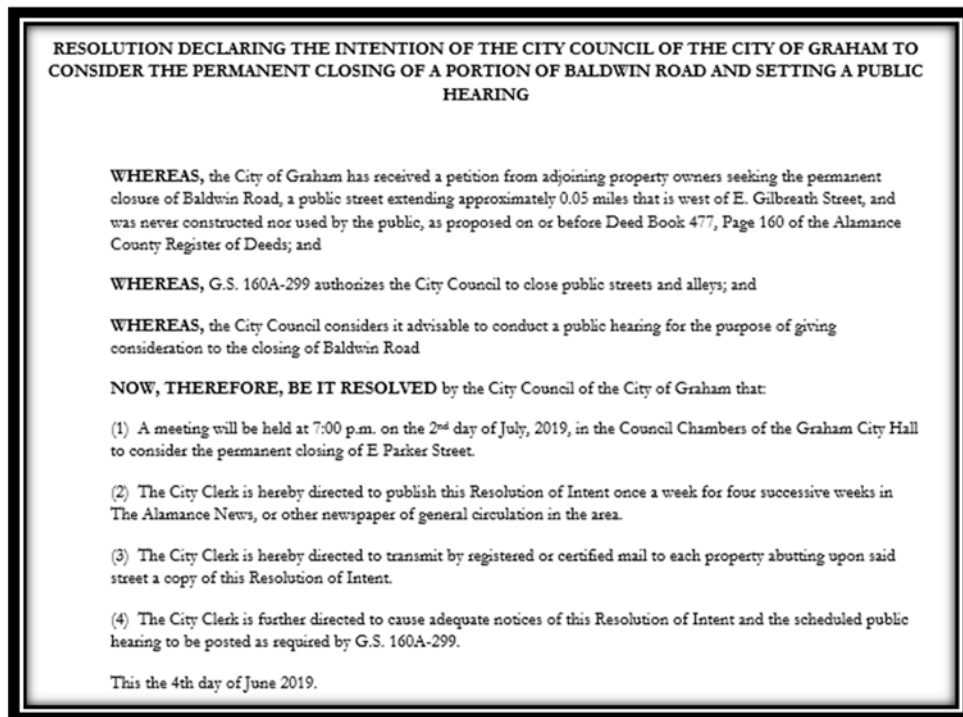 RESOLUTION DECLARING THE INTENTION OF THE CITY COUNCIL OF THE CITY OF GRAHAM TO
CONSIDER THE PERMANENT CLOSING OF A PORTION OF BALDWIN ROAD AND SETTING A PUBLIC
HEARING
WHEREAS, the City of Graham has received a petition from adjoining property owners seeking the permanent
closure of Baldwin Road, a public street extending approximately 0.05 miles that is west of E. Gilbreath Street, and
was never constructed nor used by the public, as proposed on or before Deed Book 477, Page 160 of the Alamance
County Register of Deeds; and
WHEREAS, G.S. 160A-299 authorizes the City Council to close public streets and alleys; and
WHEREAS, the City Council considers it advisable to conduct a public hearing for the purpose of giving
consideration to the closing of Baldwin Road
NOW, THEREFORE, BE IT RESOLVED by the City Council of the City of Graham that:
(1) A meeting will be held at 7:00 p.m. on the 2nd day of July, 2019, in the Council Chambers of the Graham City Hall
to consider the permanent closing of E Parker Street.
(2) The City Clerk is hereby directed to publish this Resolution of Intent once a week for four successive weeks in
The Alamance News, or other newspaper of general circulation in the area.
(3) The City Clerk is hereby directed to transmit by registered or certified mail to each property abutting upon said
street a copy of this Resolution of Intent.
(4) The City Clerk is further directed to cause adequate notices of this Resolution of Intent and the scheduled public
hearing to be posted as required by G.S. 160A-299.
This the 4th day of June 2019.